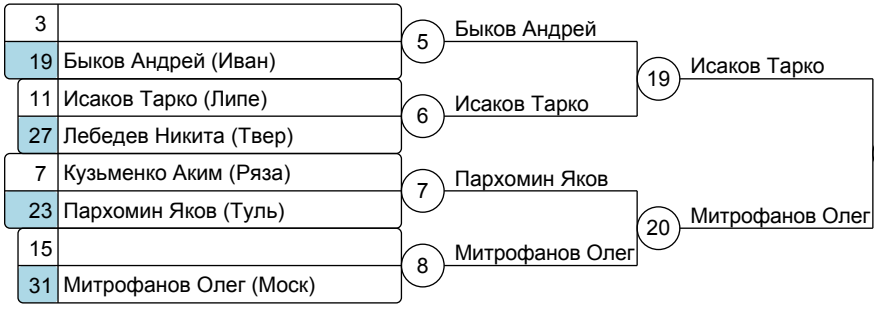 3
5
Быков Андрей
19 Быков Андрей (Иван)
19
Исаков Тарко
11 Исаков Тарко (Липе)
6
Исаков Тарко
27 Лебедев Никита (Твер)
7 Кузьменко Аким (Ряза)
7
Пархомин Яков
23 Пархомин Яков (Туль)
20
Митрофанов Олег
15
8
Митрофанов Олег
31 Митрофанов Олег (Моск)